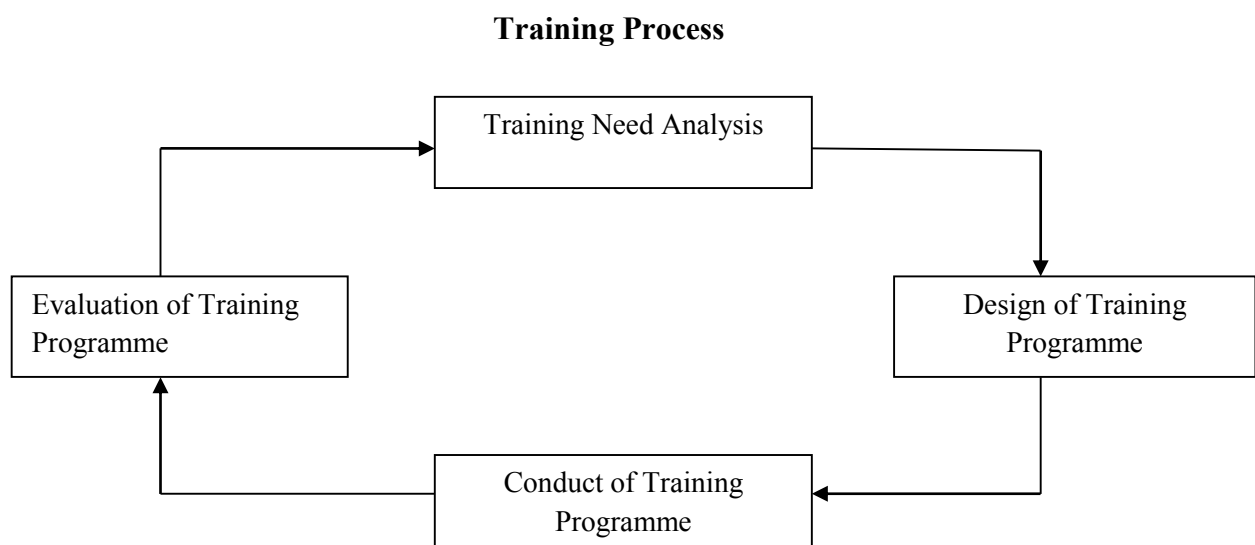 Training Process
Training Need Analysis
Evaluation of Training
Programme
Design of Training
Programme
Conduct of Training
Programme